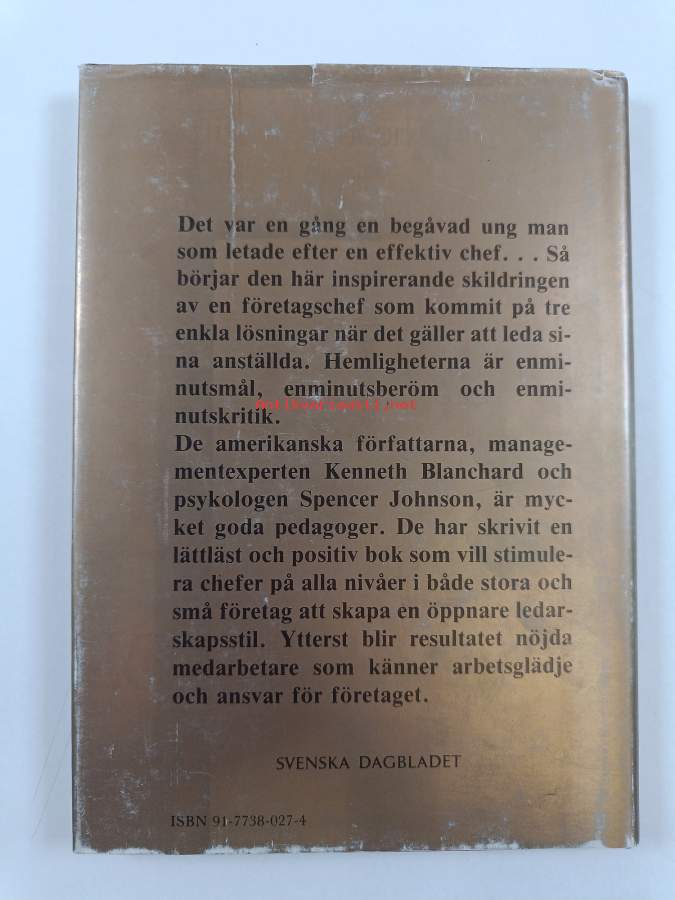 Det var en gång en begåvad ung man
som letade efter en effektiv chef. . . Så
börjar den här inspirerande skildringen
av en företagschef som kommit på tre
enkla lösningar när det gäller att leda si-
na anställda. Hemligheterna är enmi-
nutsmål, enminutsberöm och enmi-
nutskritik.
De amerikanska författarna, manage-
mentexperten Kenneth Blanchard och
psykologen Spencer Johnson, är myc-
ket goda pedagoger. De har skrivit en
lättläst och positiv bok som vill stimule-
ra chefer på alla nivåer i både stora och
små företag att skapa en öppnare ledar-
skapsstil. Ytterst blir resultatet nöjda
medarbetare som känner arbetsglädje
och ansvar för företaget.
SVENSKA DAGBLADET
ISBN 91-7738-027-4